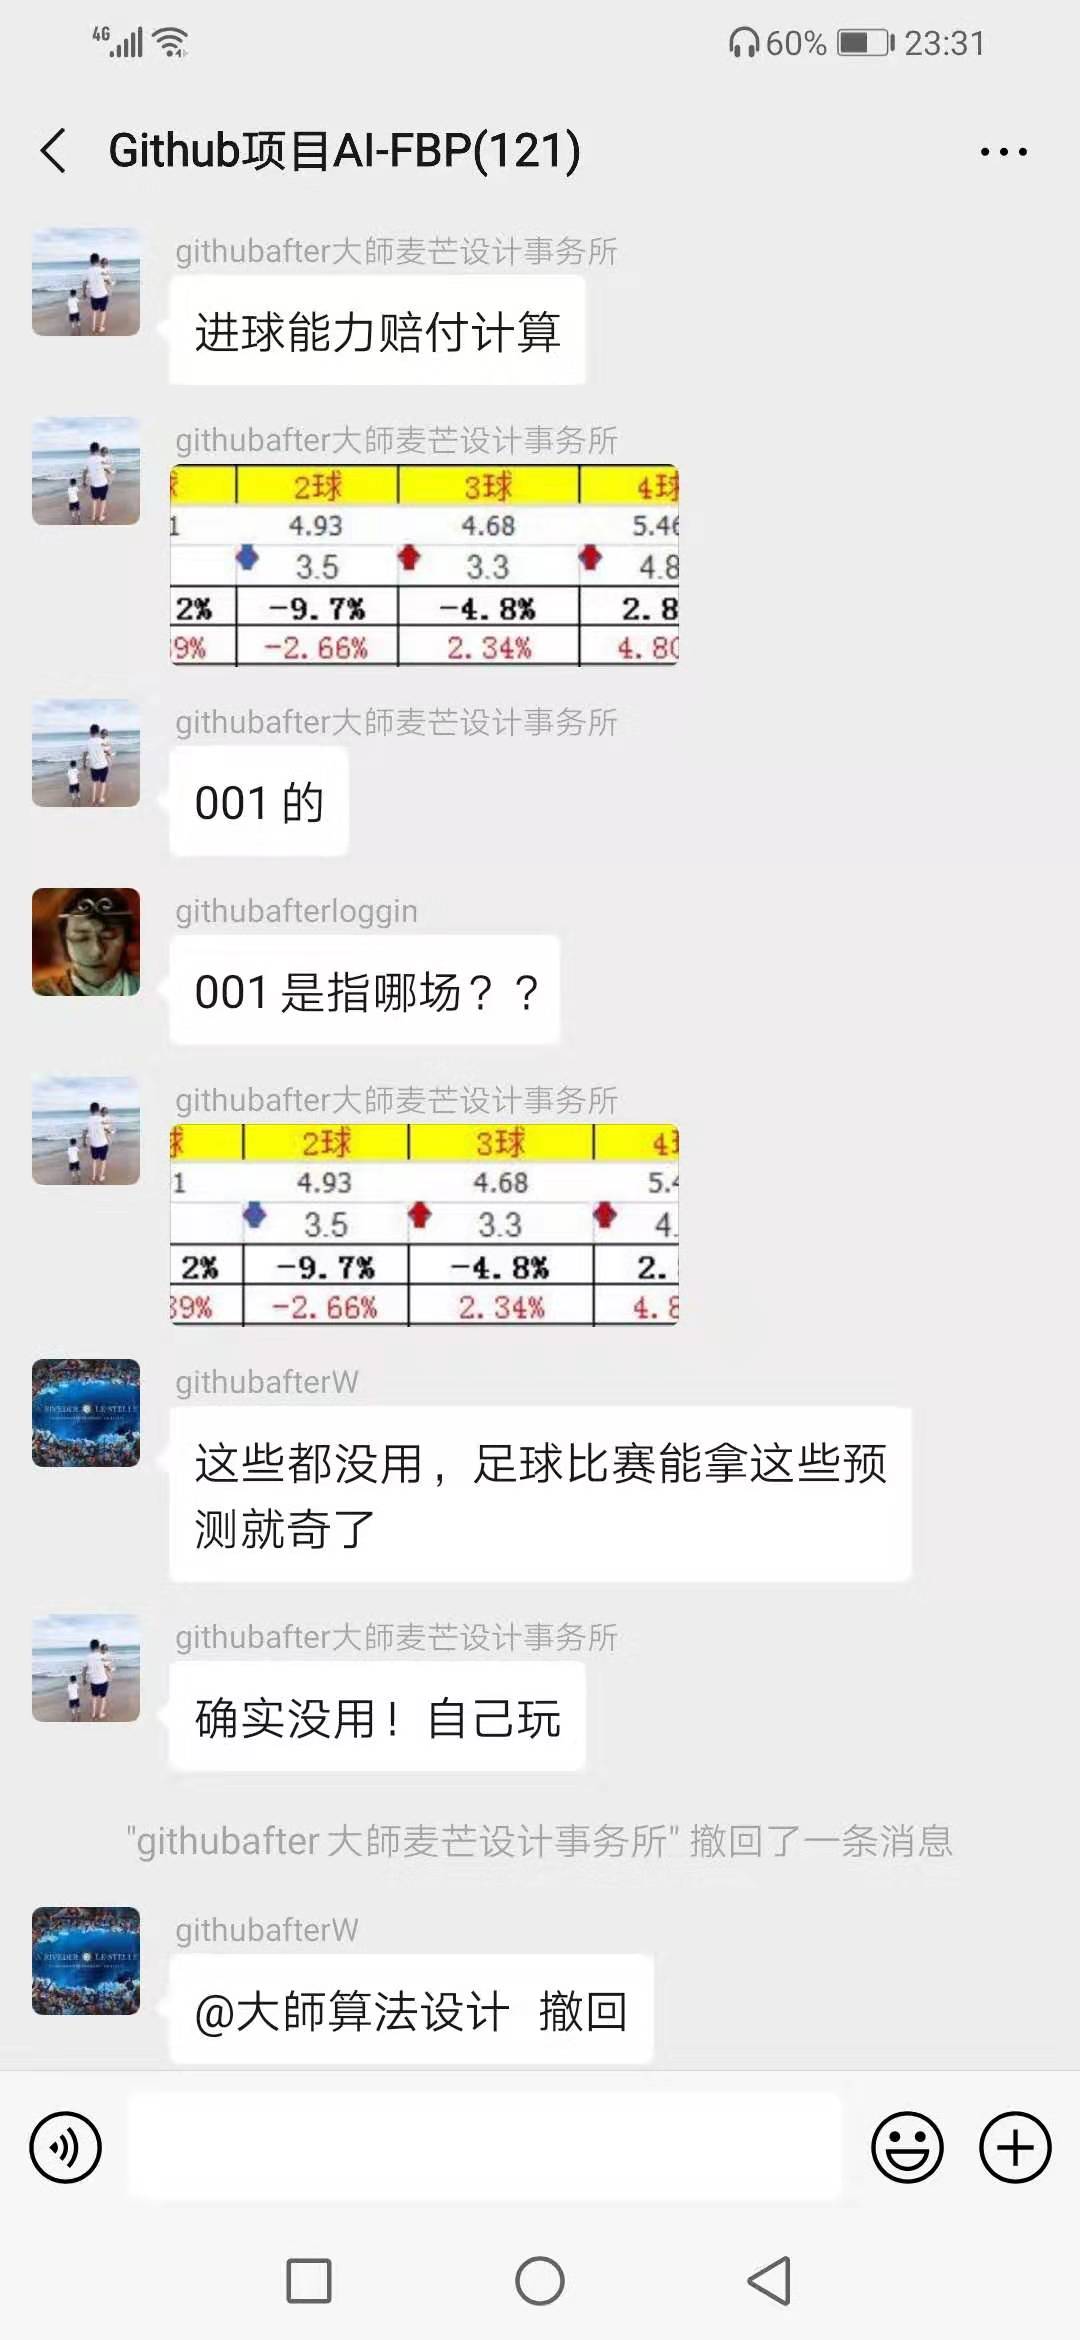 4G
60%
23:31
Github项目AI-FBP(121)
githubafter大師麦芒设计事务所
进球能力赔付计算
githubafter大師麦芒设计事务所
球 2球 3球 4球
1 4.93 4.68 5.46
3.5 3.3 4.8
2% -9.7% -4.8% 2.8
9% -2.66% 2.34% 4.80
githubafter大師麦芒设计事务所
001 的
githubafterloggin
001 是指哪场？？
githubafter大師麦芒设计事务所
球 2球 3球 4
1 4.93 4.68 5.4
3.5 3.3 4.
2% -9.7% -4.8% 2.
39% -2.66% 2.34% 4.8
githubafterW
A RIVEDER LE STELLE
这些都没用，足球比赛能拿这些预
测就奇了
githubafter大師麦芒设计事务所
确实没用！自己玩
"githubafter 大師麦芒设计事务所" 撤回了一条消息
githubafterW
A RIVEDER LE STELLE
@大師算法设计 撤回